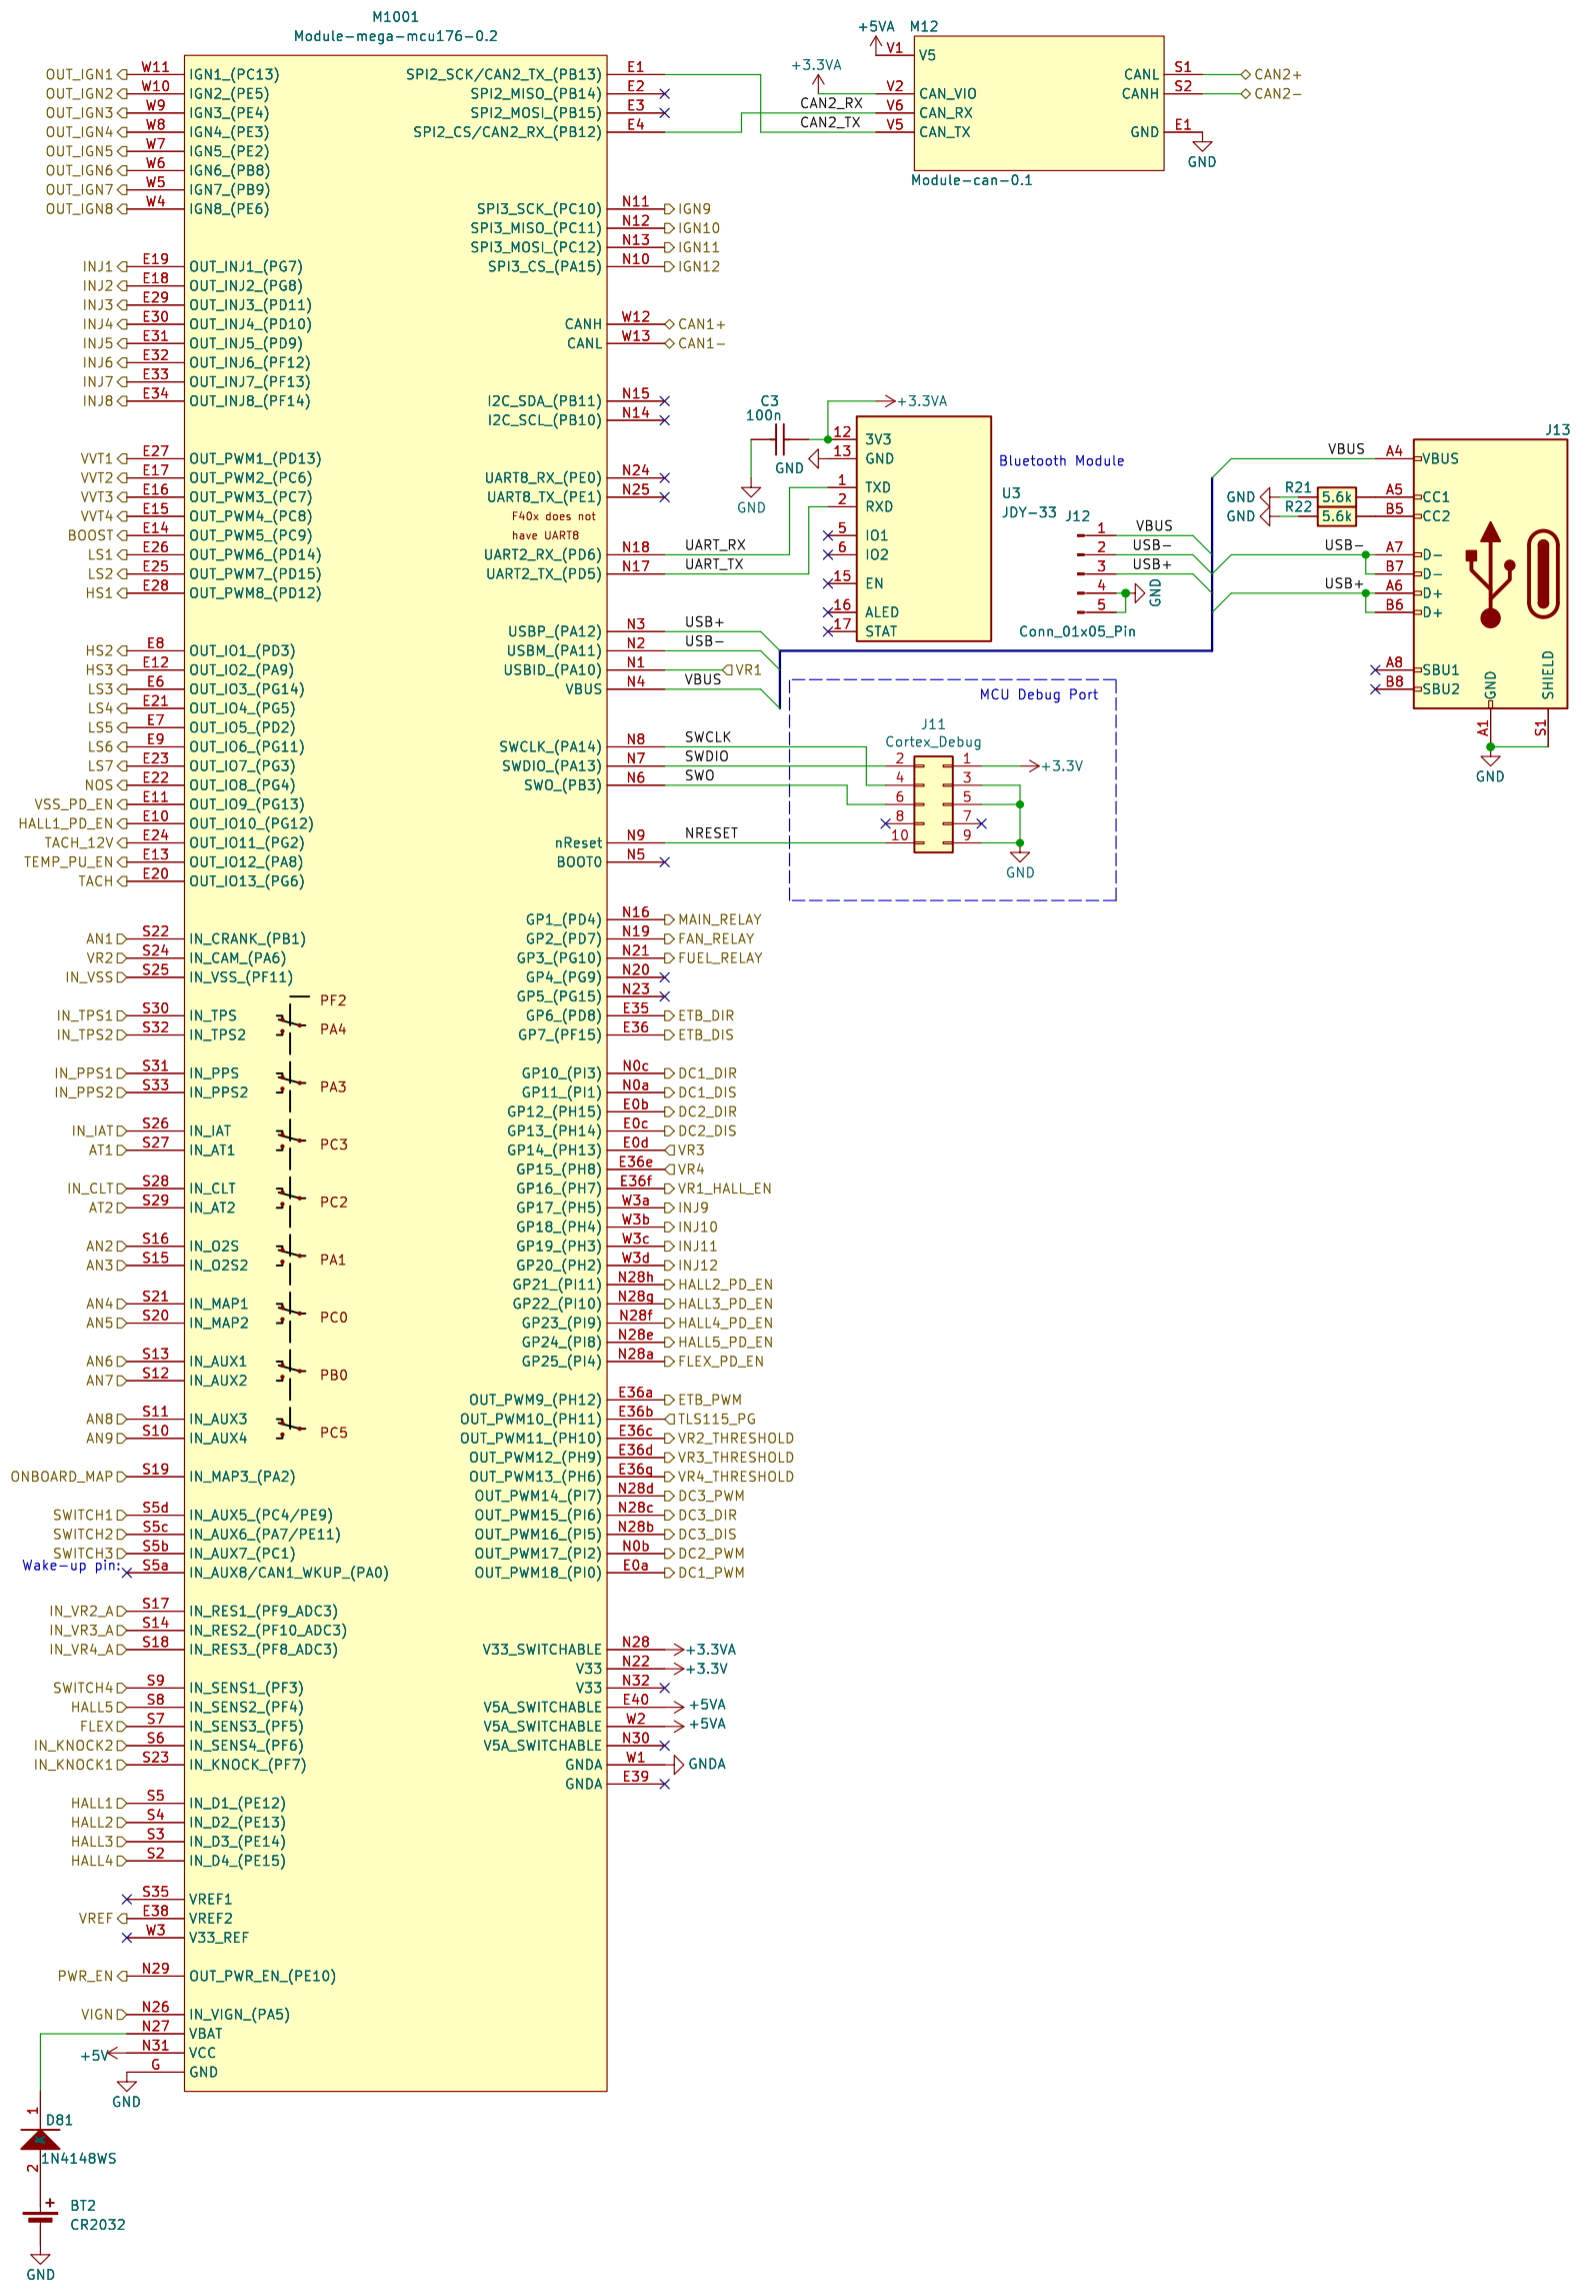 M1001
Module-mega-mcu176-0.2
OUT_IGN1 W11 IGN1_(PC13)
OUT_IGN2 W10 IGN2_(PE5)
OUT_IGN3 W9 IGN3_(PE4)
OUT_IGN4 W8 IGN4_(PE3)
OUT_IGN5 W7 IGN5_(PE2)
OUT_IGN6 W6 IGN6_(PB8)
OUT_IGN7 W5 IGN7_(PB9)
OUT_IGN8 W4 IGN8_(PE6)
INJ1 E19 OUT_INJ1_(PG7)
INJ2 E18 OUT_INJ2_(PG8)
INJ3 E29 OUT_INJ3_(PD11)
INJ4 E30 OUT_INJ4_(PD10)
INJ5 E31 OUT_INJ5_(PD9)
INJ6 E32 OUT_INJ6_(PF12)
INJ7 E33 OUT_INJ7_(PF13)
INJ8 E34 OUT_INJ8_(PF14)
VVT1 E27 OUT_PWM1_(PD13)
VVT2 E17 OUT_PWM2_(PC6)
VVT3 E16 OUT_PWM3_(PC7)
VVT4 E15 OUT_PWM4_(PC8)
BOOST E14 OUT_PWM5_(PC9)
LS1 E26 OUT_PWM6_(PD14)
LS2 E25 OUT_PWM7_(PD15)
HS1 E28 OUT_PWM8_(PD12)
HS2 E8 OUT_IO1_(PD3)
HS3 E12 OUT_IO2_(PA9)
LS3 E6 OUT_IO3_(PG14)
LS4 E21 OUT_IO4_(PG5)
LS5 E7 OUT_IO5_(PD2)
LS6 E9 OUT_IO6_(PG11)
LS7 E23 OUT_IO7_(PG3)
NOS E22 OUT_IO8_(PG4)
VSS_PD_EN E11 OUT_IO9_(PG13)
HALL1_PD_EN E10 OUT_IO10_(PG12)
TACH_12V E24 OUT_IO11_(PG2)
TEMP_PU_EN E13 OUT_IO12_(PA8)
TACH E20 OUT_IO13_(PG6)
AN1 S22 IN_CRANK_(PB1)
VR2 S24 IN_CAM_(PA6)
IN_VSS S25 IN_VSS_(PF11)
PF2
IN_TPS1 S30 IN_TPS
PA4
IN_TPS2 S32 IN_TPS2
IN_PPS1 S31 IN_PPS
PA3
IN_PPS2 S33 IN_PPS2
IN_IAT S26 IN_IAT
PC3
AT1 S27 IN_AT1
IN_CLT S28 IN_CLT
PC2
AT2 S29 IN_AT2
AN2 S16 IN_O2S
PA1
AN3 S15 IN_O2S2
AN4 S21 IN_MAP1
PC0
AN5 S20 IN_MAP2
AN6 S13 IN_AUX1
PB0
AN7 S12 IN_AUX2
AN8 S11 IN_AUX3
PC5
AN9 S10 IN_AUX4
ONBOARD_MAP S19 IN_MAP3_(PA2)
SWITCH1 S5d IN_AUX5_(PC4/PE9)
SWITCH2 S5c IN_AUX6_(PA7/PE11)
SWITCH3 S5b IN_AUX7_(PC1)
Wake-up pin: S5a IN_AUX8/CAN1_WKUP_(PA0)
IN_VR2_A S17 IN_RES1_(PF9_ADC3)
IN_VR3_A S14 IN_RES2_(PF10_ADC3)
IN_VR4_A S18 IN_RES3_(PF8_ADC3)
SWITCH4 S9 IN_SENS1_(PF3)
HALL5 S8 IN_SENS2_(PF4)
FLEX S7 IN_SENS3_(PF5)
IN_KNOCK2 S6 IN_SENS4_(PF6)
IN_KNOCK1 S23 IN_KNOCK_(PF7)
HALL1 S5 IN_D1_(PE12)
HALL2 S4 IN_D2_(PE13)
HALL3 S3 IN_D3_(PE14)
HALL4 S2 IN_D4_(PE15)
S35 VREF1
VREF E38 VREF2
W3 V33_REF
PWR_EN N29 OUT_PWR_EN_(PE10)
VIGN N26 IN_VIGN_(PA5)
N27 VBAT
+5V N31 VCC
G GND
GND
1
D81
1N4148WS
2
+
BT2
CR2032
GND
SPI2_SCK/CAN2_TX_(PB13) E1
SPI2_MISO_(PB14) E2
SPI2_MOSI_(PB15) E3
SPI2_CS/CAN2_RX_(PB12) E4
SPI3_SCK_(PC10) N11 IGN9
SPI3_MISO_(PC11) N12 IGN10
SPI3_MOSI_(PC12) N13 IGN11
SPI3_CS_(PA15) N10 IGN12
CANH W12 CAN1+
CANL W13 CAN1-
I2C_SDA_(PB11) N15
I2C_SCL_(PB10) N14
UART8_RX_(PE0) N24
UART8_TX_(PE1) N25
F40x does not
have UART8
UART2_RX_(PD6) N18 UART_RX
UART2_TX_(PD5) N17 UART_TX
USBP_(PA12) N3 USB+
USBM_(PA11) N2 USB-
USBID_(PA10) N1 VR1
VBUS N4 VBUS
SWCLK_(PA14) N8 SWCLK
SWDIO_(PA13) N7 SWDIO
SWO_(PB3) N6 SWO
nReset N9 NRESET
BOOT0 N5
GP1_(PD4) N16 MAIN_RELAY
GP2_(PD7) N19 FAN_RELAY
GP3_(PG10) N21 FUEL_RELAY
GP4_(PG9) N20
GP5_(PG15) N23
GP6_(PD8) E35 ETB_DIR
GP7_(PF15) E36 ETB_DIS
GP10_(PI3) N0c DC1_DIR
GP11_(PI1) N0a DC1_DIS
GP12_(PH15) E0b DC2_DIR
GP13_(PH14) E0c DC2_DIS
GP14_(PH13) E0d VR3
GP15_(PH8) E36e VR4
GP16_(PH7) E36f VR1_HALL_EN
GP17_(PH5) W3a INJ9
GP18_(PH4) W3b INJ10
GP19_(PH3) W3c INJ11
GP20_(PH2) W3d INJ12
GP21_(PI11) N28h HALL2_PD_EN
GP22_(PI10) N28g HALL3_PD_EN
GP23_(PI9) N28f HALL4_PD_EN
GP24_(PI8) N28e HALL5_PD_EN
GP25_(PI4) N28a FLEX_PD_EN
OUT_PWM9_(PH12) E36a ETB_PWM
OUT_PWM10_(PH11) E36b TLS115_PG
OUT_PWM11_(PH10) E36c VR2_THRESHOLD
OUT_PWM12_(PH9) E36d VR3_THRESHOLD
OUT_PWM13_(PH6) E36g VR4_THRESHOLD
OUT_PWM14_(PI7) N28d DC3_PWM
OUT_PWM15_(PI6) N28c DC3_DIR
OUT_PWM16_(PI5) N28b DC3_DIS
OUT_PWM17_(PI2) N0b DC2_PWM
OUT_PWM18_(PI0) E0a DC1_PWM
V33_SWITCHABLE N28 +3.3VA
V33 N22 +3.3V
V33 N32
V5A_SWITCHABLE E40 +5VA
V5A_SWITCHABLE W2 +5VA
V5A_SWITCHABLE N30
GNDA W1 GNDA
GNDA E39
+5VA M12
V1 V5
+3.3VA
V2 CAN_VIO
CAN2_RX V6 CAN_RX
CAN2_TX V5 CAN_TX
CANL S1 CAN2+
CANH S2 CAN2-
GND E1
GND
Module-can-0.1
C3
100n
GND
+3.3VA
12 3V3
GND 13 GND
1 TXD
2 RXD
5 IO1
6 IO2
15 EN
16 ALED
17 STAT
Bluetooth Module
U3
JDY-33
J12
1 VBUS
2 USB-
3 USB+
4 GND
5
Conn_01x05_Pin
MCU Debug Port
J11
Cortex_Debug
2 1 +3.3V
4 3
6 5
8 7
10 9
GND
J13
VBUS A4 VBUS
GND R21 5.6k A5 CC1
GND R22 5.6k B5 CC2
USB- A7 D-
B7 D-
USB+ A6 D+
B6 D+
A8 SBU1
B8 SBU2
GND SHIELD
A1 S1
GND